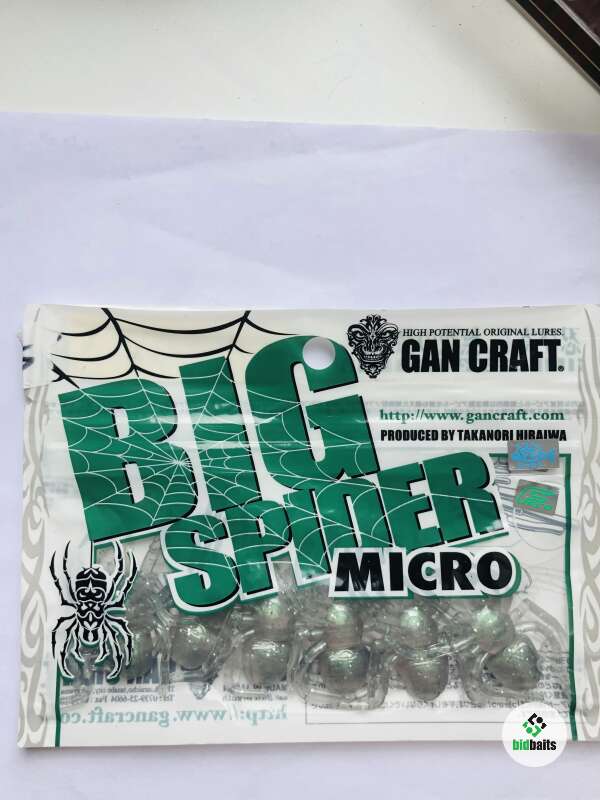 HIGH POTENTIAL ORIGINAL LURES
GAN CRAFT®
http://www.gancraft.com
PRODUCED BY TAKANORI HIRAIWA
BIG
SPIDER
MICRO
http://www.gancraft.co
bidbaits